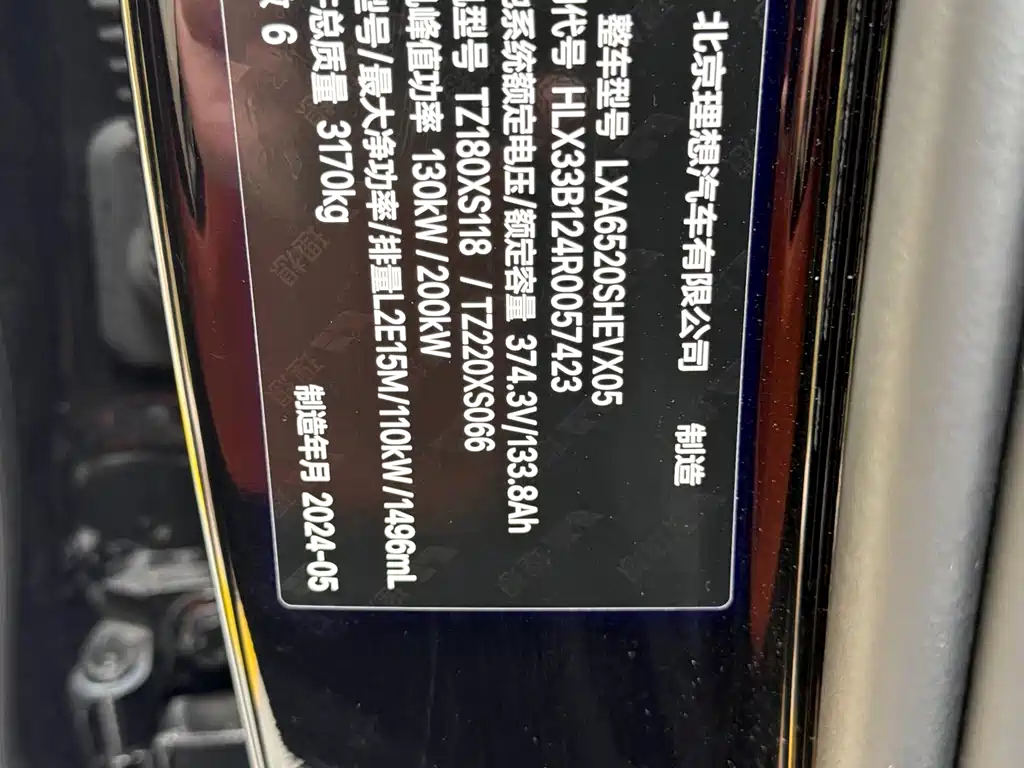 北京理想汽车有限公司 制造
整车型号 LXA6520SHEVX05
代号 HLX33B124R0057423
系统额定电压/额定容量 374.3V/133.8Ah
型号 TZ180XS118 / TZ220XS066
峰值功率 130kW/200kW
型号/最大净功率/排量L2E15M/110kW/1496mL
总质量 3170kg 制造年月 2024-05
数 6